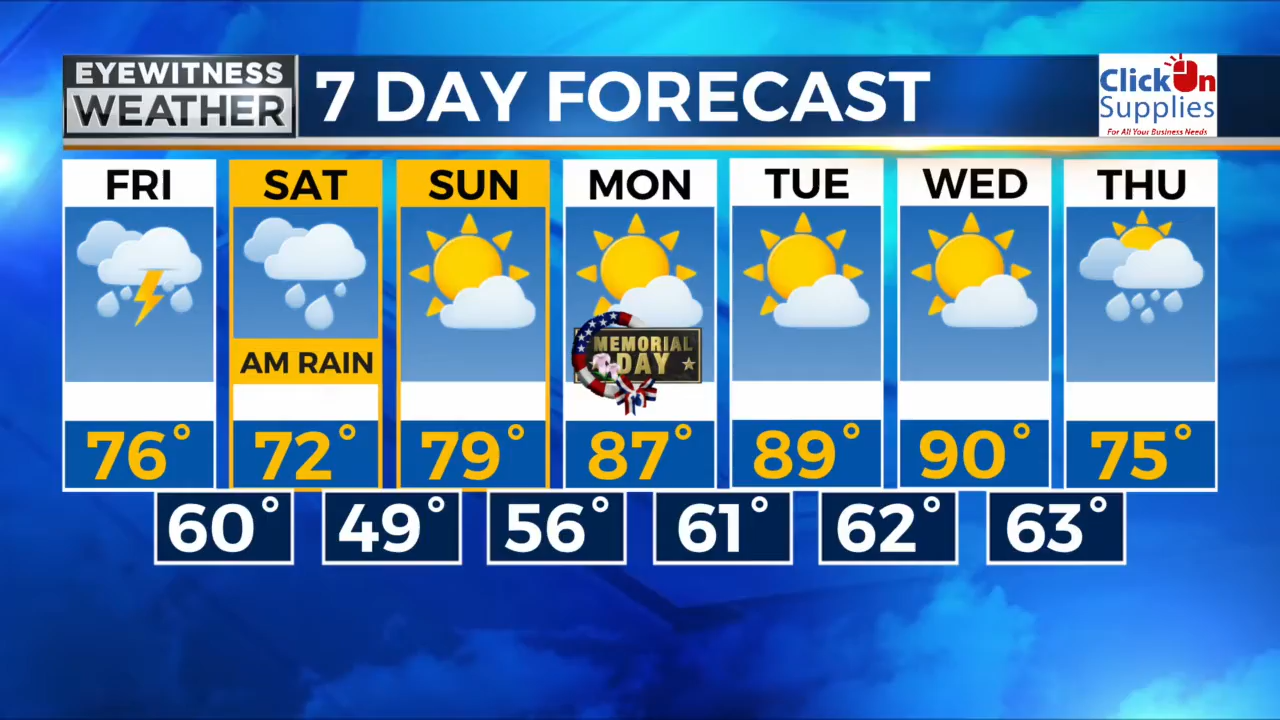 EYEWITNESS
WEATHER
7 DAY FORECAST
ClickOn
Supplies
For All Your Business Needs
FRI SAT SUN MON TUE WED THU
AM RAIN
MEMORIAL
DAY
76° 72° 79° 87° 89° 90° 75°
60° 49° 56° 61° 62° 63°